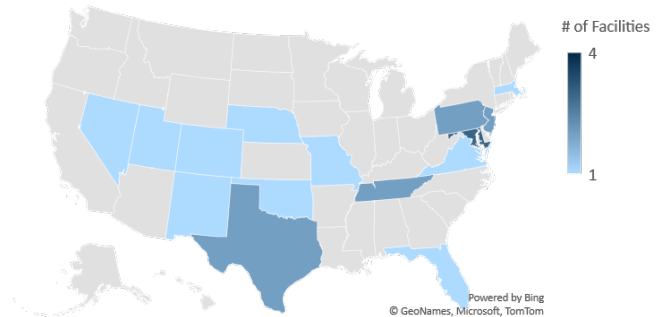 # of Facilities
4
1
Powered by Bing
© GeoNames, Microsoft, TomTom